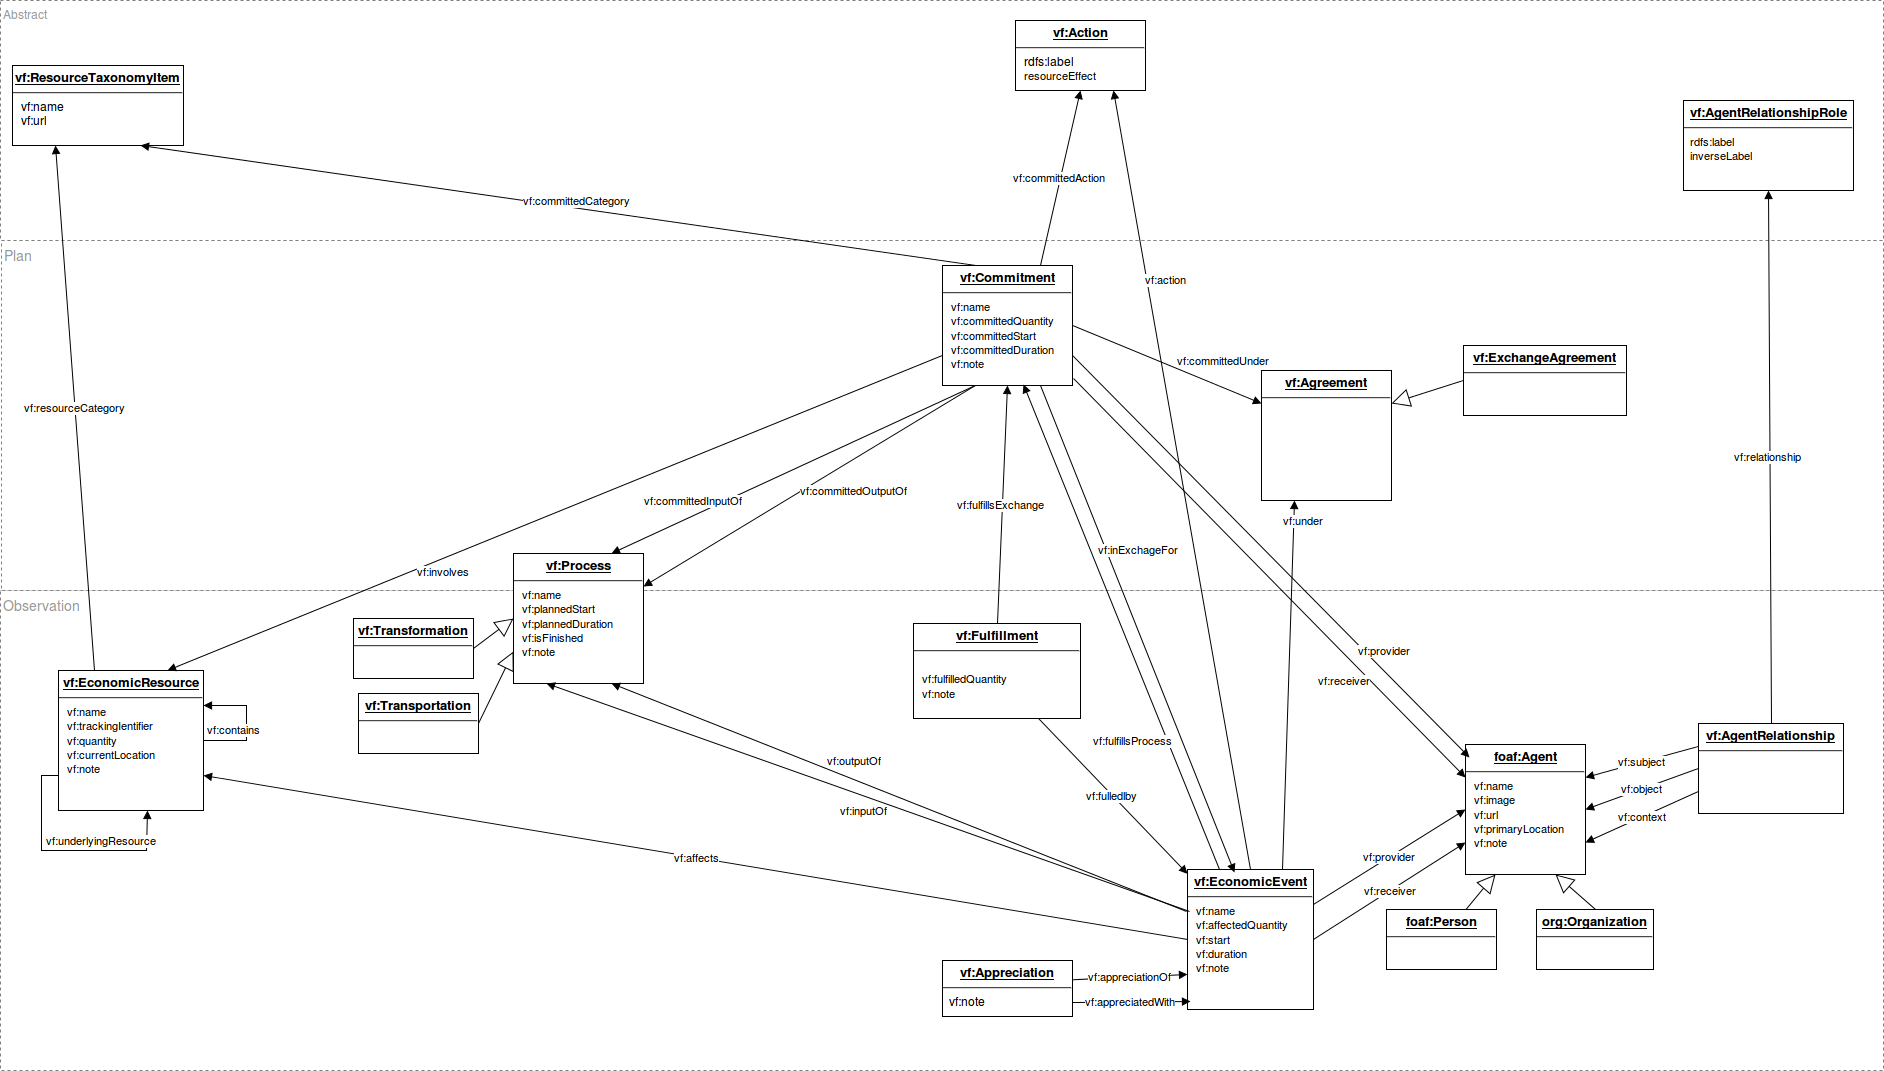 Abstract
vf:Action
rdfs:label
resourceEffect
vf:ResourceTaxonomyItem
vf:name
vf:url
vf:AgentRelationshipRole
rdfs:label
inverseLabel
vf:committedAction
vf:committedCategory
Plan
vf:Commitment
vf:name
vf:committedQuantity
vf:committedStart
vf:committedDuration
vf:note
vf:action
vf:committedUnder
vf:ExchangeAgreement
vf:Agreement
vf:resourceCategory
vf:relationship
vf:committedInputOf
vf:committedOutputOf
vf:fulfillsExchange
vf:under
vf:inExchageFor
vf:involves
vf:Process
vf:name
vf:plannedStart
vf:plannedDuration
vf:isFinished
vf:note
Observation
vf:Transformation
vf:Transportation
vf:Fulfillment
vf:fulfilledQuantity
vf:note
vf:provider
vf:receiver
vf:EconomicResource
vf:name
vf:trackingIdentifier
vf:quantity
vf:currentLocation
vf:note
vf:contains
vf:underlyingResource
vf:fulfillsProcess
vf:outputOf
vf:inputOf
vf:fulledIby
vf:affects
foaf:Agent
vf:name
vf:image
vf:url
vf:primaryLocation
vf:note
vf:AgentRelationship
vf:subject
vf:object
vf:context
vf:provider
vf:receiver
vf:EconomicEvent
vf:name
vf:affectedQuantity
vf:start
vf:duration
vf:note
foaf:Person
org:Organization
vf:Appreciation
vf:note
vf:appreciationOf
vf:appreciatedWith